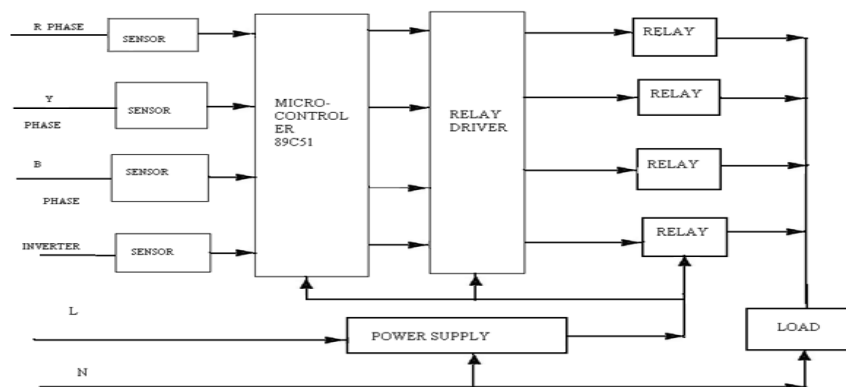 R PHASE
SENSOR
Y
PHASE
SENSOR
B
PHASE
SENSOR
INVERTER
SENSOR
MICRO-
CONTROL
ER
89C51
RELAY
DRIVER
RELAY
RELAY
RELAY
RELAY
L
POWER SUPPLY
LOAD
N